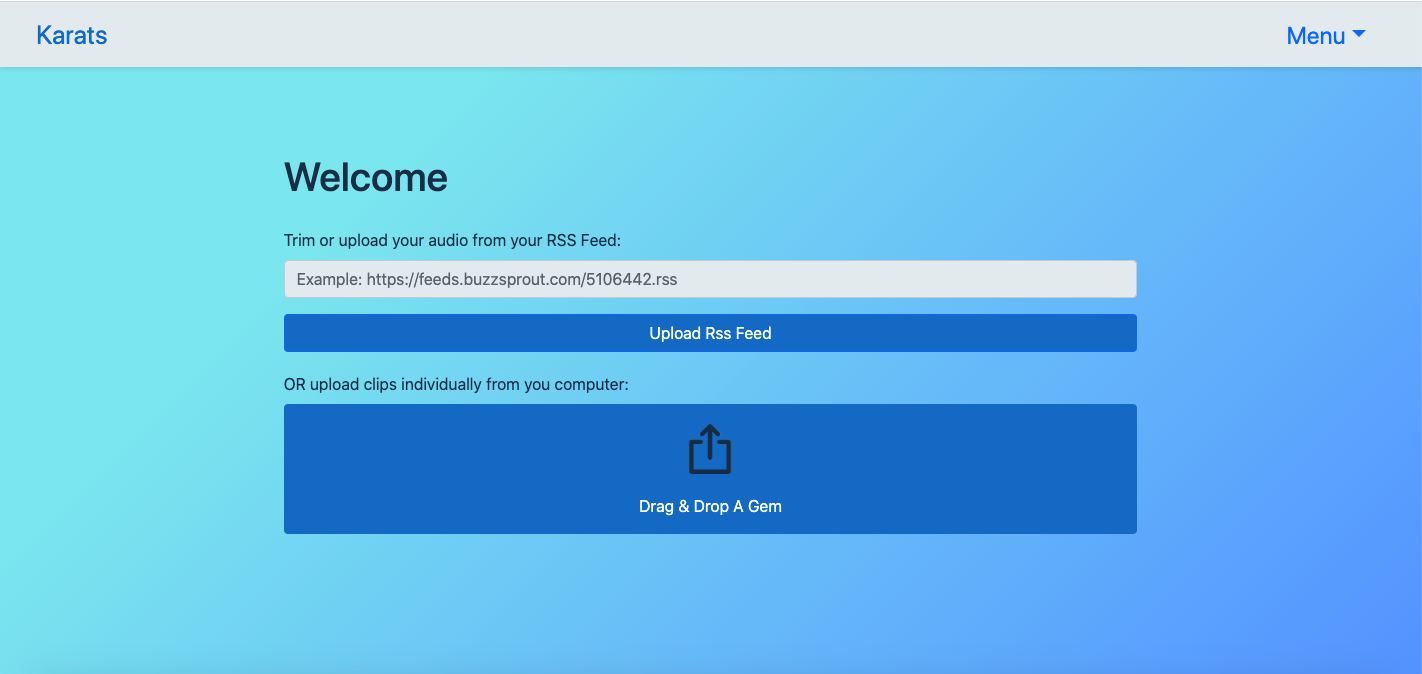 Karats
Menu
Welcome
Trim or upload your audio from your RSS Feed:
Example: https://feeds.buzzsprout.com/5106442.rss
Upload Rss Feed
OR upload clips individually from you computer:
Drag & Drop A Gem